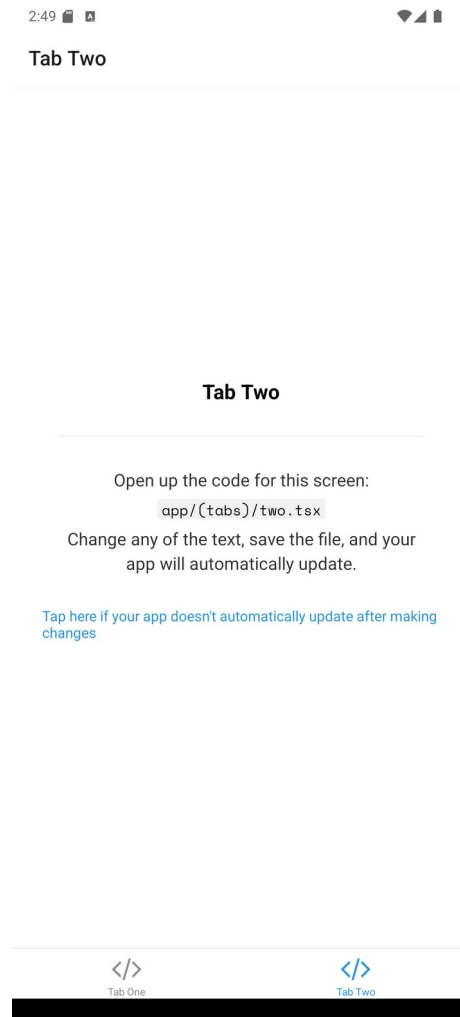 2:49
Tab Two
Tab Two
Open up the code for this screen:
app/(tabs)/two.tsx
Change any of the text, save the file, and your
app will automatically update.
Tap here if your app doesn't automatically update after making
changes
Tab One
Tab Two